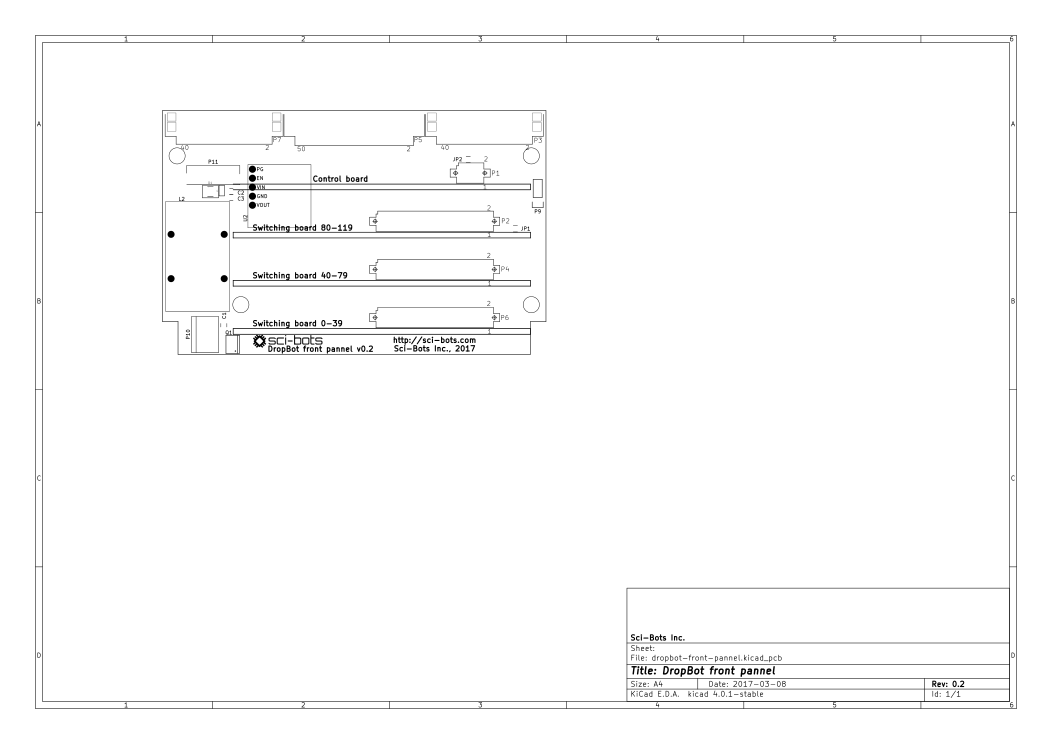 1 2 3 4 5 6
A A
P7 P5 P3
40 2 50 2 40 2
JP2 2
P11
PG
P1
EN
Control board
VIN
1
C2
GND
C3
L2
VOUT
P9
U2
2
P2
Switching board 80-119
JP1
1
2
P4
Switching board 40-79
1
B B
2
C1
P6
Switching board 0-39
1
P10
Q1
sci-bots
http://sci-bots.com
DropBot front pannel v0.2
Sci-Bots Inc., 2017
C C
Sci-Bots Inc.
Sheet:
File: dropbot-front-pannel.kicad_pcb
D D
Title: DropBot front pannel
Size: A4 Date: 2017-03-08 Rev: 0.2
KiCad E.D.A. kicad 4.0.1-stable Id: 1/1
1 2 3 4 5 6